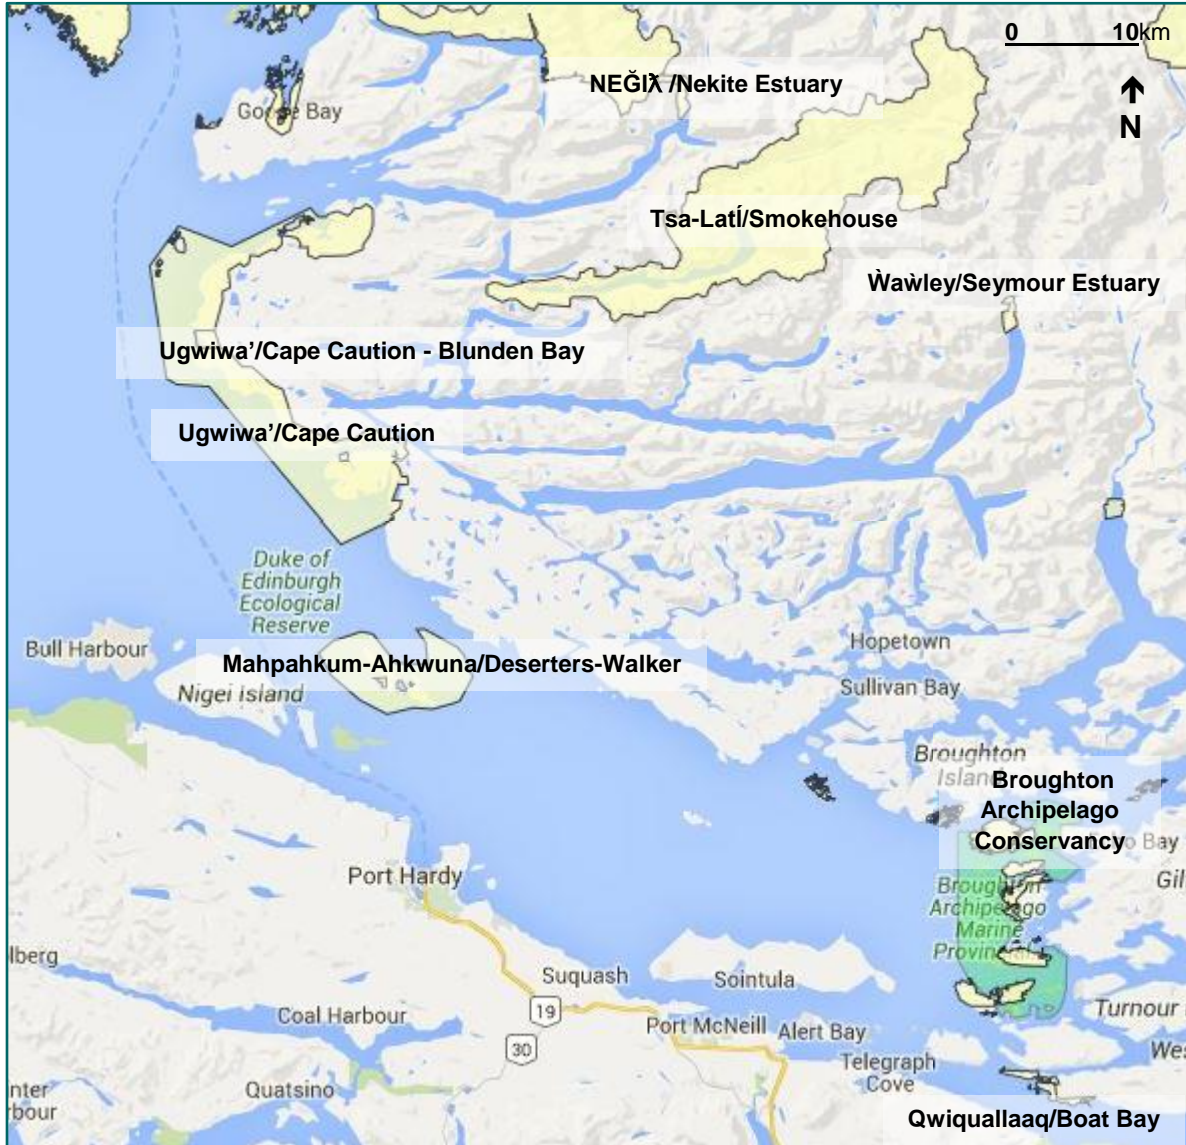 0 10km
N
NEǦIƛ /Nekite Estuary
Goose Bay
Tsa-Latí/Smokehouse
Ẁaẁley/Seymour Estuary
Ugwiwa’/Cape Caution - Blunden Bay
Ugwiwa’/Cape Caution
Duke of
Edinburgh
Ecological
Reserve
Bull Harbour
Mahpahkum-Ahkwuna/Deserters-Walker
Nigei Island
Hopetown
Sullivan Bay
Broughton
Island
Broughton
Archipelago
Conservancy
Bay
Port Hardy
Broughton
Archipelago
Marine
Gil
lberg
Suquash
Sointula
Coal Harbour
19
Port McNeill
Alert Bay
Turnour
30
Telegraph
Cove
Wes
Quatsino
nter
rbour
Qwiquallaaq/Boat Bay